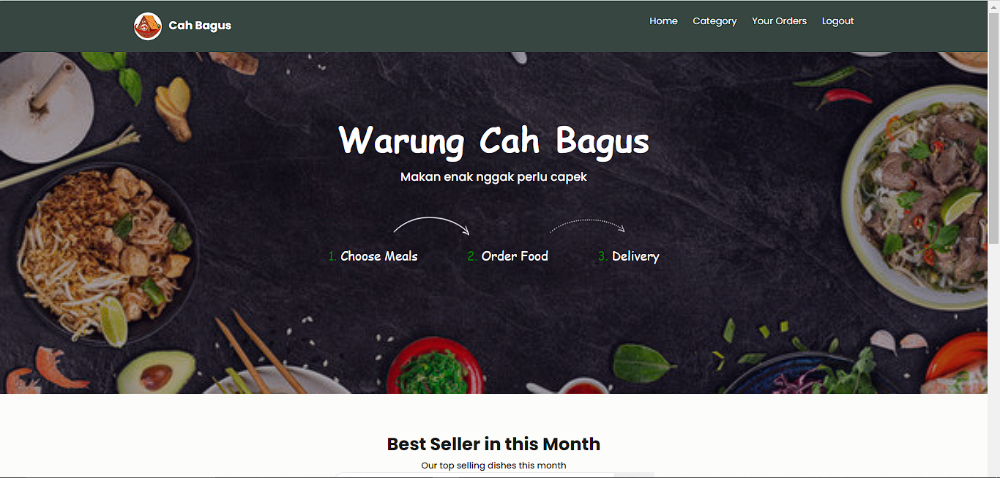 Cah Bagus
Home Category Your Orders Logout
Warung Cah Bagus
Makan enak nggak perlu capek
1. Choose Meals 2. Order Food 3. Delivery
Best Seller in this Month
Our top selling dishes this month